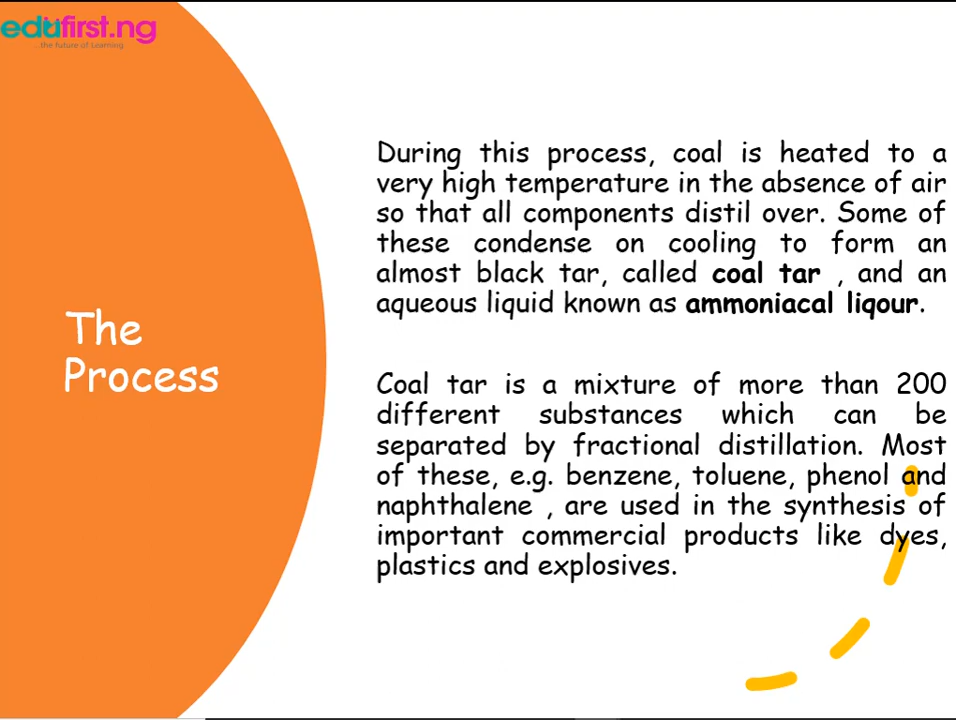 edufirst.ng
...the future of Learning
The
Process
During this process, coal is heated to a
very high temperature in the absence of air
so that all components distil over. Some of
these condense on cooling to form an
almost black tar, called coal tar , and an
aqueous liquid known as ammoniacal liqour.
Coal tar is a mixture of more than 200
different substances which can be
separated by fractional distillation. Most
of these, e.g. benzene, toluene, phenol and
naphthalene , are used in the synthesis of
important commercial products like dyes,
plastics and explosives.